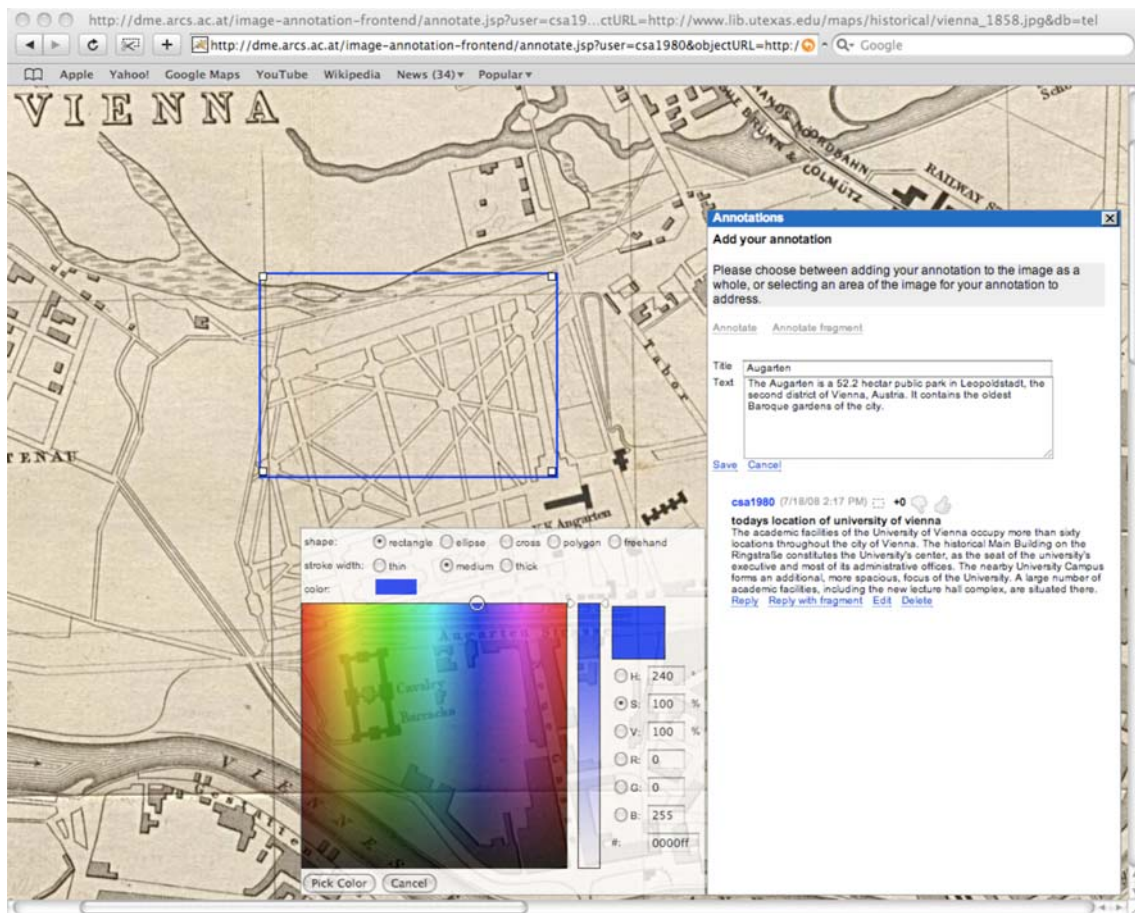 http://dme.arcs.ac.at/image-annotation-frontend/annotate.jsp?user=csa19...ctURL=http://www.lib.utexas.edu/maps/historical/vienna_1858.jpg&db=tel
http://dme.arcs.ac.at/image-annotation-frontend/annotate.jsp?user=csa1980&objectURL=http:/
Google
Apple Yahoo! Google Maps YouTube Wikipedia News (34) Popular
VIENNA
NORDBAHN
BRÜNN & COLMÜTZ
RAILWAY
Tabor
TENAU
K.K Augarten
Augarten Strasse
Cavalry
Barracks
VIENNES
Annotations
Add your annotation
Please choose between adding your annotation to the image as a
whole, or selecting an area of the image for your annotation to
address.
Annotate Annotate fragment
Title Augarten
Text The Augarten is a 52.2 hectar public park in Leopoldstadt, the
second district of Vienna, Austria. It contains the oldest
Baroque gardens of the city.
Save Cancel
csa1980 (7/18/08 2:17 PM) +0
todays location of university of vienna
The academic facilities of the University of Vienna occupy more than sixty
locations throughout the city of Vienna. The historical Main Building on the
Ringstraße constitutes the University's center, as the seat of the university's
executive and most of its administrative offices. The nearby University Campus
forms an additional, more spacious, focus of the University. A large number of
academic facilities, including the new lecture hall complex, are situated there.
Reply Reply with fragment Edit Delete
shape: rectangle ellipse cross polygon freehand
stroke width: thin medium thick
color:
H: 240 °
S: 100 %
V: 100 %
R: 0
G: 0
B: 255
#: 0000ff
Pick Color Cancel